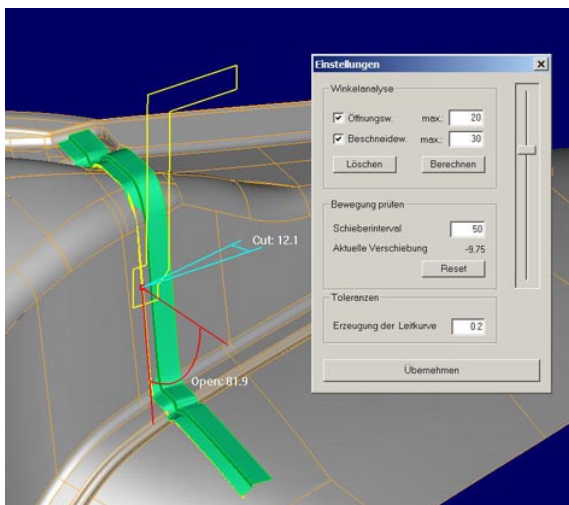 Einstellungen
Winkelanalyse
Öffnungsw. max.: 20
Beschneidew. max.: 30
Löschen Berechnen
Bewegung prüfen
Schieberinterval 50
Aktuelle Verschiebung -9.75
Reset
Toleranzen
Erzeugung der Leitkurve 0.2
Übernehmen
Cut: 12.1
Open: 81.9